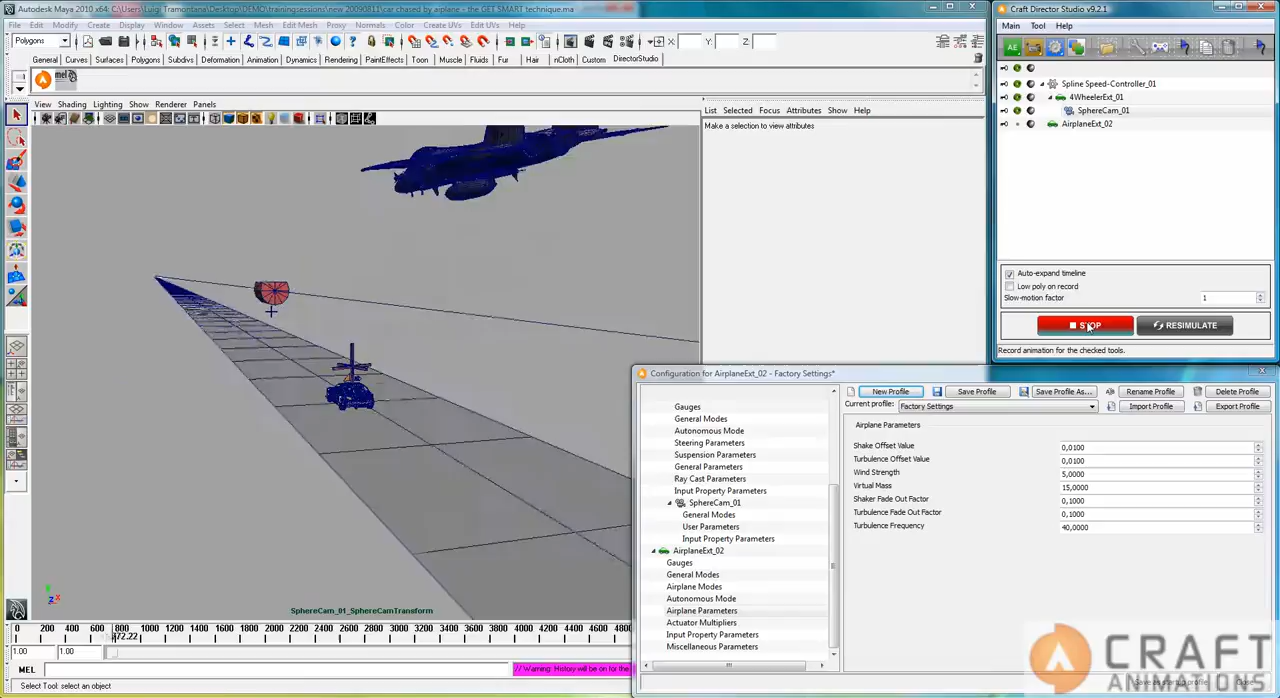 Autodesk Maya 2010 x64: C:\Users\Luigi Tramontana\Desktop\DEMO\trainingsessions\new 20090811\car chased by airplane - the GET SMART technique.ma
File Edit Modify Create Display Window Assets Select Mesh Edit Mesh Proxy Normals Color Create UVs Edit UVs Help
Polygons X: Y: Z:
General Curves Surfaces Polygons Subdivs Deformation Animation Dynamics Rendering PaintEffects Toon Muscle Fluids Fur Hair nCloth Custom DirectorStudio
mel
View Shading Lighting Show Renderer Panels
List Selected Focus Attributes Show Help
Make a selection to view attributes
SphereCam_01_SphereCamTransform
0 200 400 600 800 1000 1200 1400 1600 1800 2000 2200 2400 2600 2800 3000 3200 3400 3600 3800 4000 4200 4400 4600 4800
1.00 1.00
MEL // Warning: History will be on for the
Select Tool: select an object
Craft Director Studio v9.2.1
Main Tool Help
Spline Speed-Controller_01
4WheelerExt_01
SphereCam_01
AirplaneExt_02
Auto-expand timeline
Low poly on record
Slow-motion factor 1
STOP RESIMULATE
Record animation for the checked tools.
Configuration for AirplaneExt_02 - Factory Settings*
New Profile Save Profile Save Profile As... Rename Profile Delete Profile
Current profile: Factory Settings Import Profile Export Profile
Gauges
General Modes
Autonomous Mode
Steering Parameters
Suspension Parameters
General Parameters
Ray Cast Parameters
Input Property Parameters
SphereCam_01
General Modes
User Parameters
Input Property Parameters
AirplaneExt_02
Gauges
General Modes
Airplane Modes
Autonomous Mode
Airplane Parameters
Actuator Multipliers
Input Property Parameters
Miscellaneous Parameters
Airplane Parameters
Shake Offset Value 0,0100
Turbulence Offset Value 0,0100
Wind Strength 5,0000
Virtual Mass 15,0000
Shaker Fade Out Factor 0,1000
Turbulence Fade Out Factor 0,1000
Turbulence Frequency 40,0000
CRAFT
ANIMATIONS